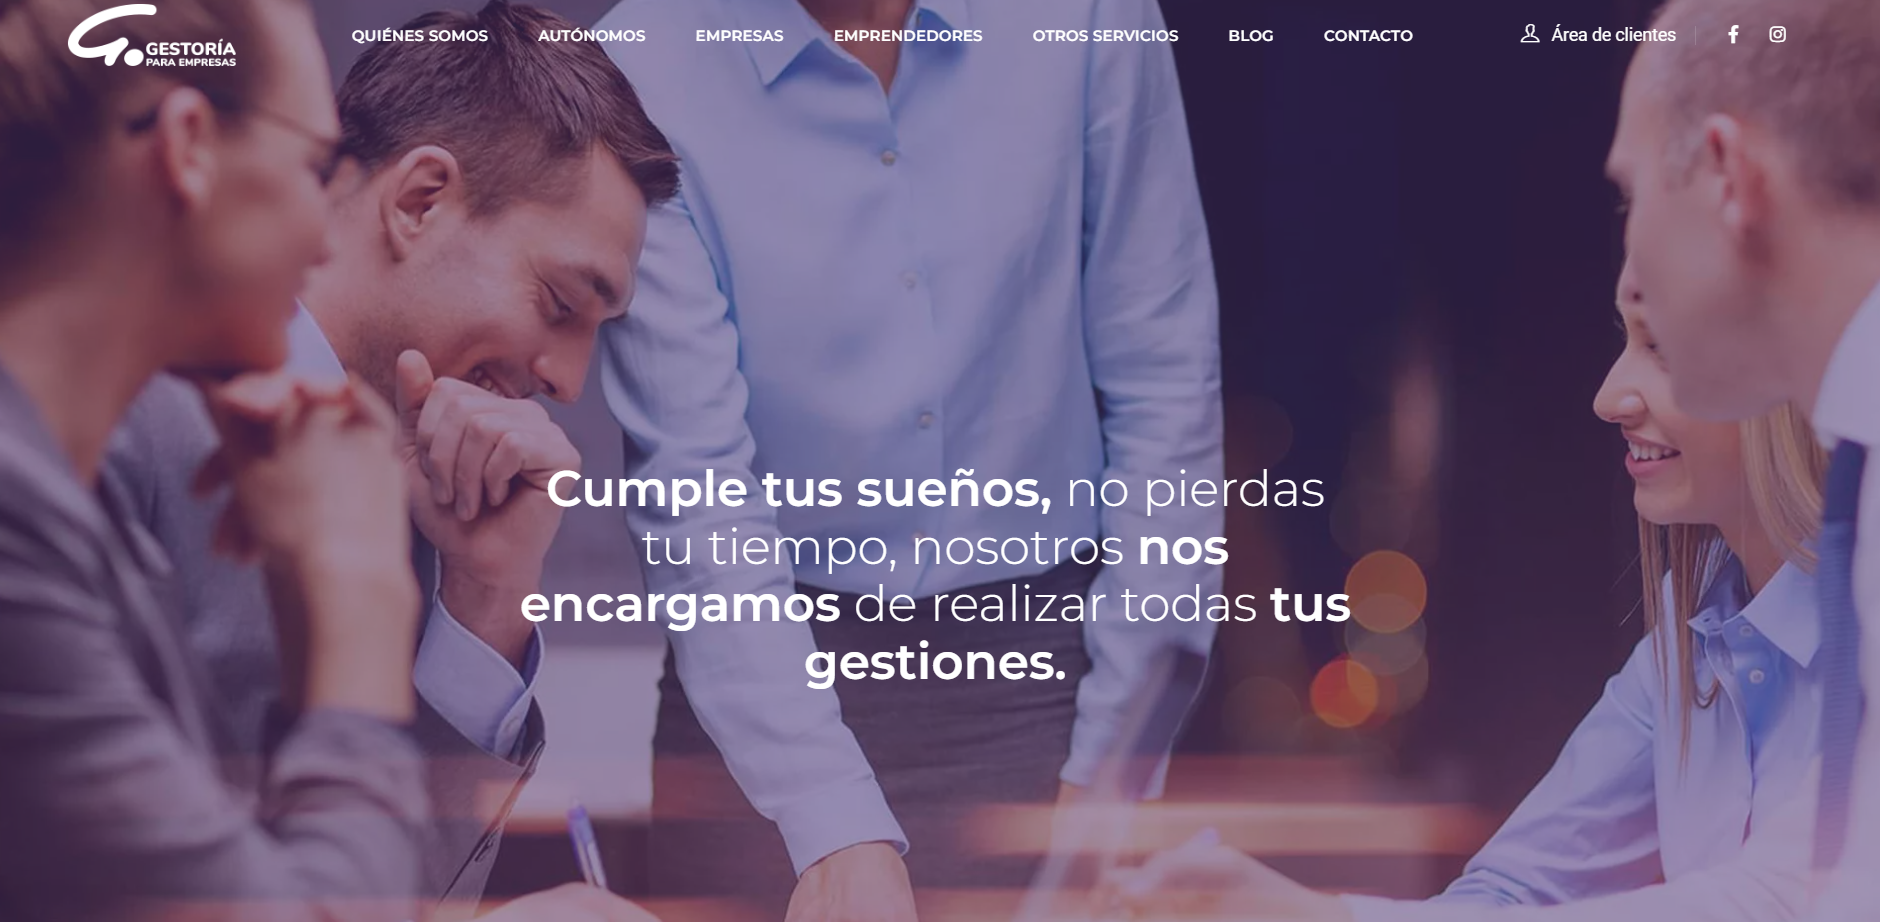 GESTORÍA
PARA EMPRESAS
QUIÉNES SOMOS
AUTÓNOMOS
EMPRESAS
EMPRENDEDORES
OTROS SERVICIOS
BLOG
CONTACTO
Área de clientes
Cumple tus sueños, no pierdas
tu tiempo, nosotros nos
encargamos de realizar todas tus
gestiones.